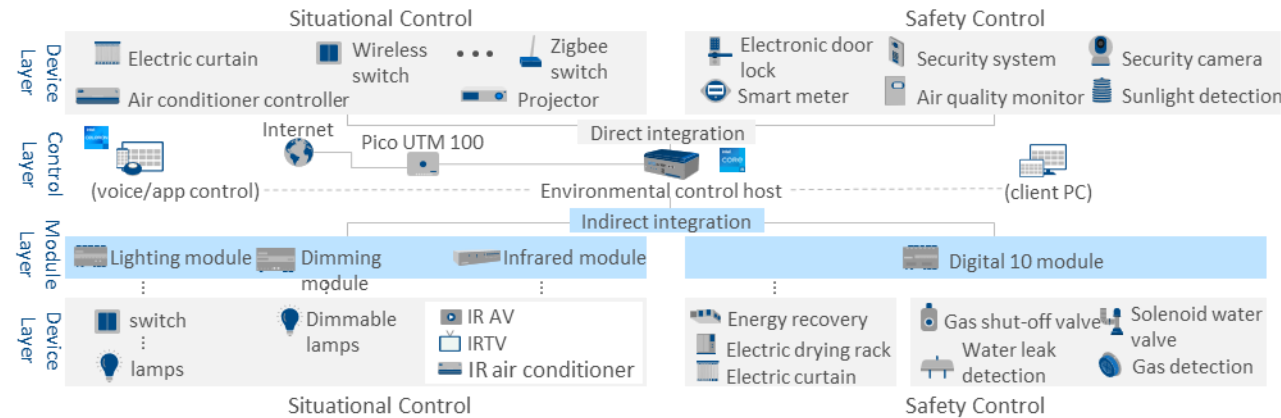 Situational Control
Safety Control
Device
Layer
Electric curtain
Wireless
switch
Zigbee
switch
Air conditioner controller
Projector
Electronic door
lock
Security system
Security camera
Smart meter
Air quality monitor
Sunlight detection
Control
Layer
Internet
Pico UTM 100
Direct integration
(voice/app control)
Environmental control host
(client PC)
Indirect integration
Module
Layer
Lighting module
Dimming
module
Infrared module
Digital 10 module
Device
Layer
switch
lamps
Dimmable
lamps
IR AV
IRTV
IR air conditioner
Energy recovery
Electric drying rack
Electric curtain
Gas shut-off valve
Solenoid water
valve
Water leak
detection
Gas detection
Situational Control
Safety Control